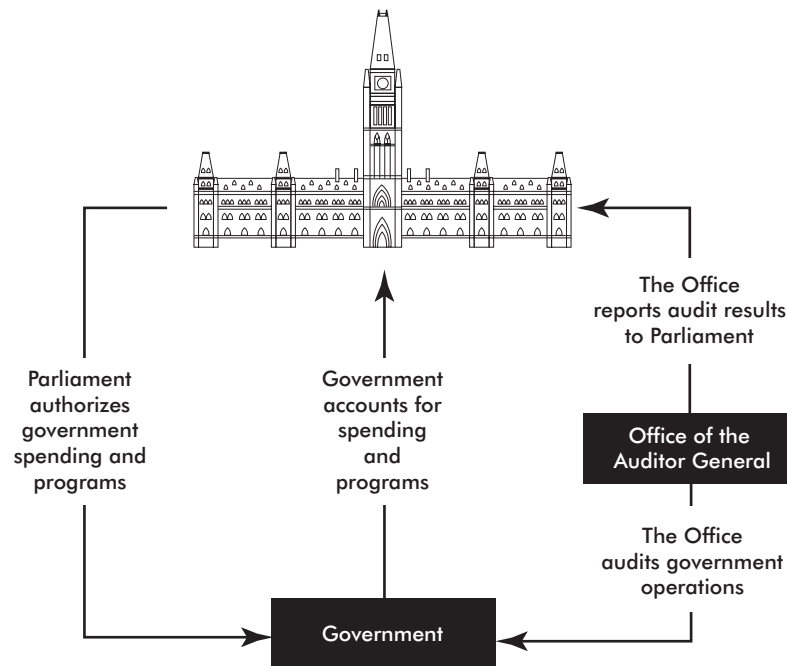 Parliament
authorizes
government
spending and
programs
Government
accounts for
spending
and
programs
The Office
reports audit results
to Parliament
Office of the
Auditor General
The Office
audits government
operations
Government